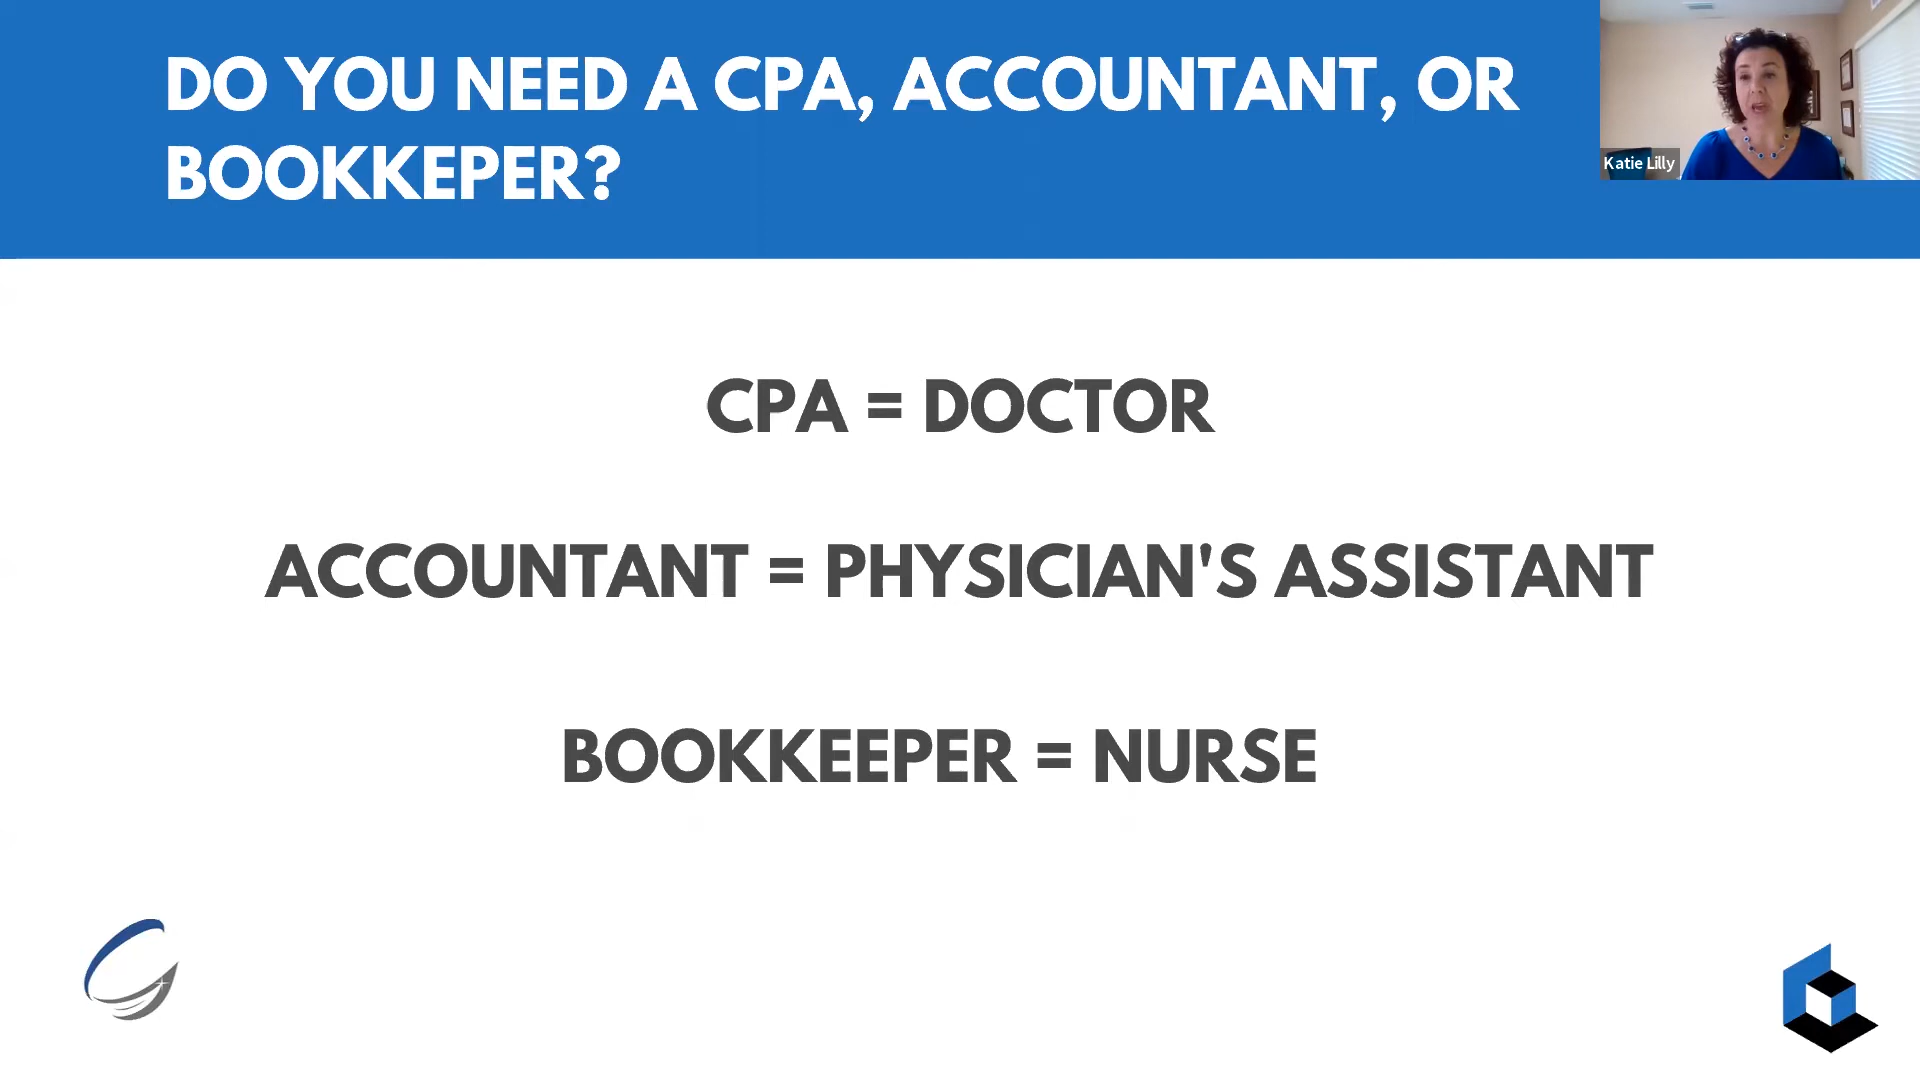 DO YOU NEED A CPA, ACCOUNTANT, OR
BOOKKEPER?
Katie Lilly
CPA = DOCTOR
ACCOUNTANT = PHYSICIAN'S ASSISTANT
BOOKKEEPER = NURSE